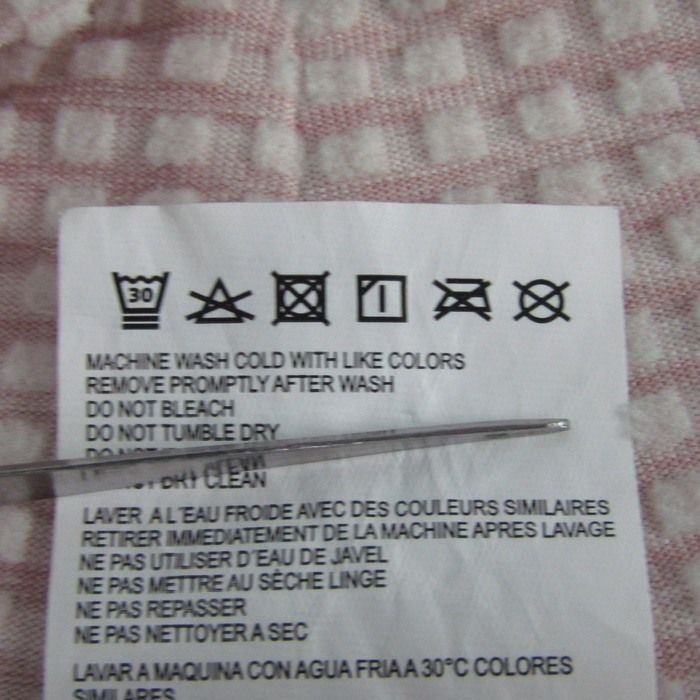 30
MACHINE WASH COLD WITH LIKE COLORS
REMOVE PROMPTLY AFTER WASH
DO NOT BLEACH
DO NOT TUMBLE DRY
DRY CLEAN
LAVER A L'EAU FROIDE AVEC DES COULEURS SIMILAIRES
RETIRER IMMEDIATEMENT DE LA MACHINE APRES LAVAGE
NE PAS UTILISER D'EAU DE JAVEL
NE PAS METTRE AU SÈCHE LINGE
NE PAS REPASSER
NE PAS NETTOYER A SEC
LAVAR A MAQUINA CON AGUA FRIA A 30°C COLORES
SIMILARES